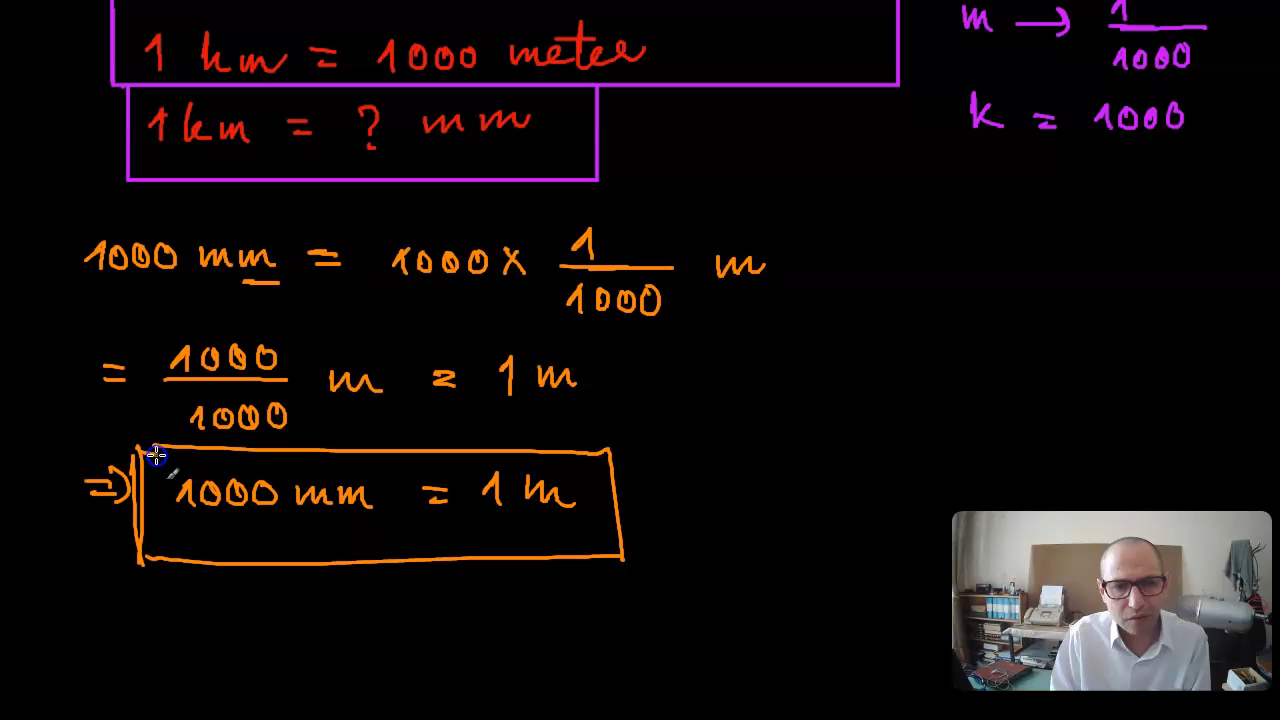 1 km = 1000 meter
1 km = ? mm
m → 1/1000
k = 1000
1000 mm = 1000 × 1/1000 m
= 1000/1000 m = 1 m
⇒ 1000 mm = 1 m